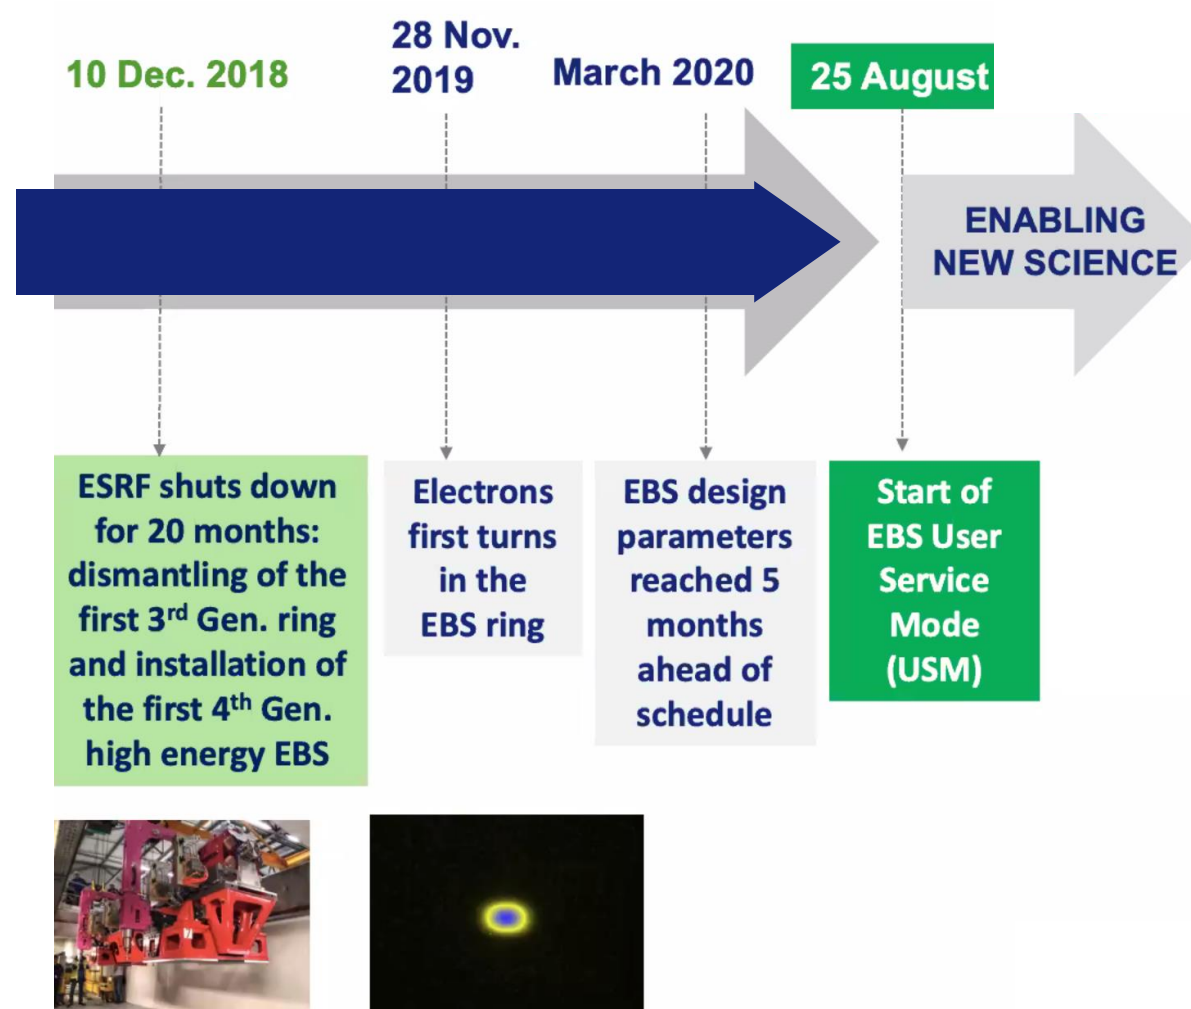 10 Dec. 2018
28 Nov.
2019
March 2020
25 August
ENABLING
NEW SCIENCE
ESRF shuts down
for 20 months:
dismantling of the
first 3rd Gen. ring
and installation of
the first 4th Gen.
high energy EBS
Electrons
first turns
in the
EBS ring
EBS design
parameters
reached 5
months
ahead of
schedule
Start of
EBS User
Service
Mode
(USM)